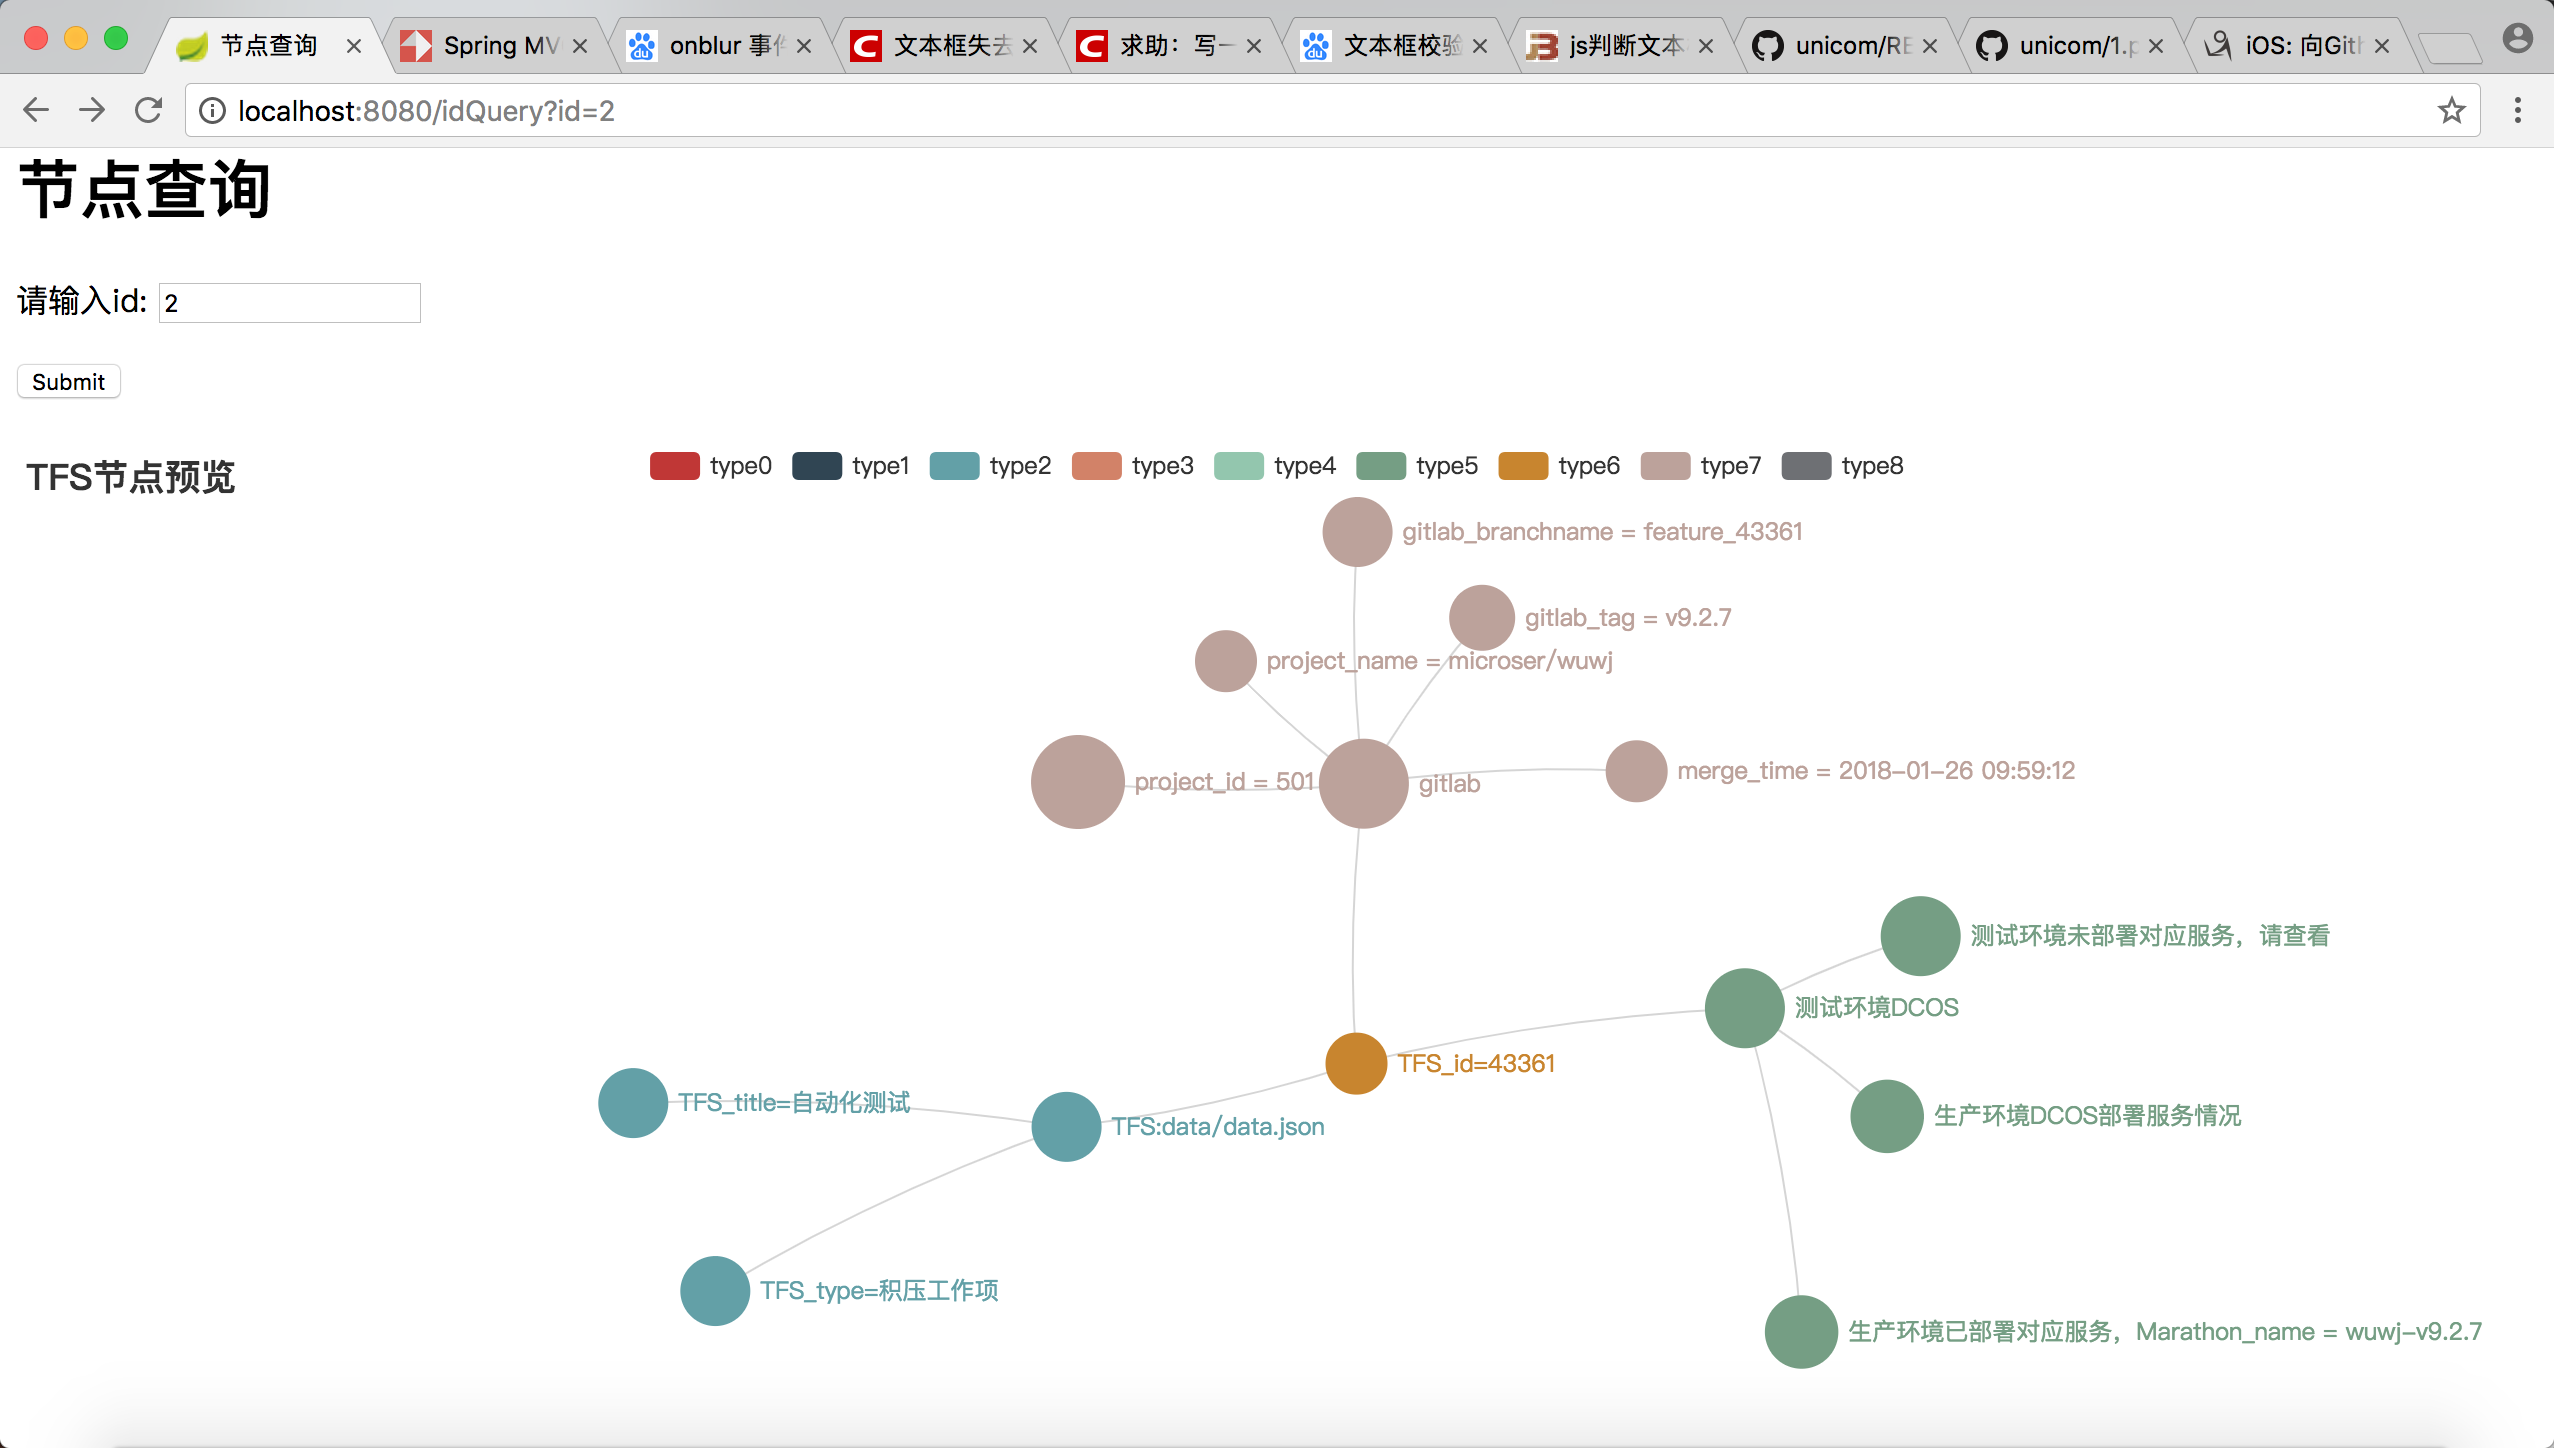 节点查询
Spring MV
onblur 事件
文本框失去
求助：写一
文本框校验
js判断文本
unicom/RE
unicom/1.p
iOS: 向Gith
localhost:8080/idQuery?id=2
节点查询
请输入id: 2
Submit
TFS节点预览
type0 type1 type2 type3 type4 type5 type6 type7 type8
gitlab_branchname = feature_43361
gitlab_tag = v9.2.7
project_name = microser/wuwj
project_id = 501
gitlab
merge_time = 2018-01-26 09:59:12
测试环境未部署对应服务，请查看
测试环境DCOS
TFS_id=43361
TFS_title=自动化测试
TFS:data/data.json
生产环境DCOS部署服务情况
TFS_type=积压工作项
生产环境已部署对应服务，Marathon_name = wuwj-v9.2.7